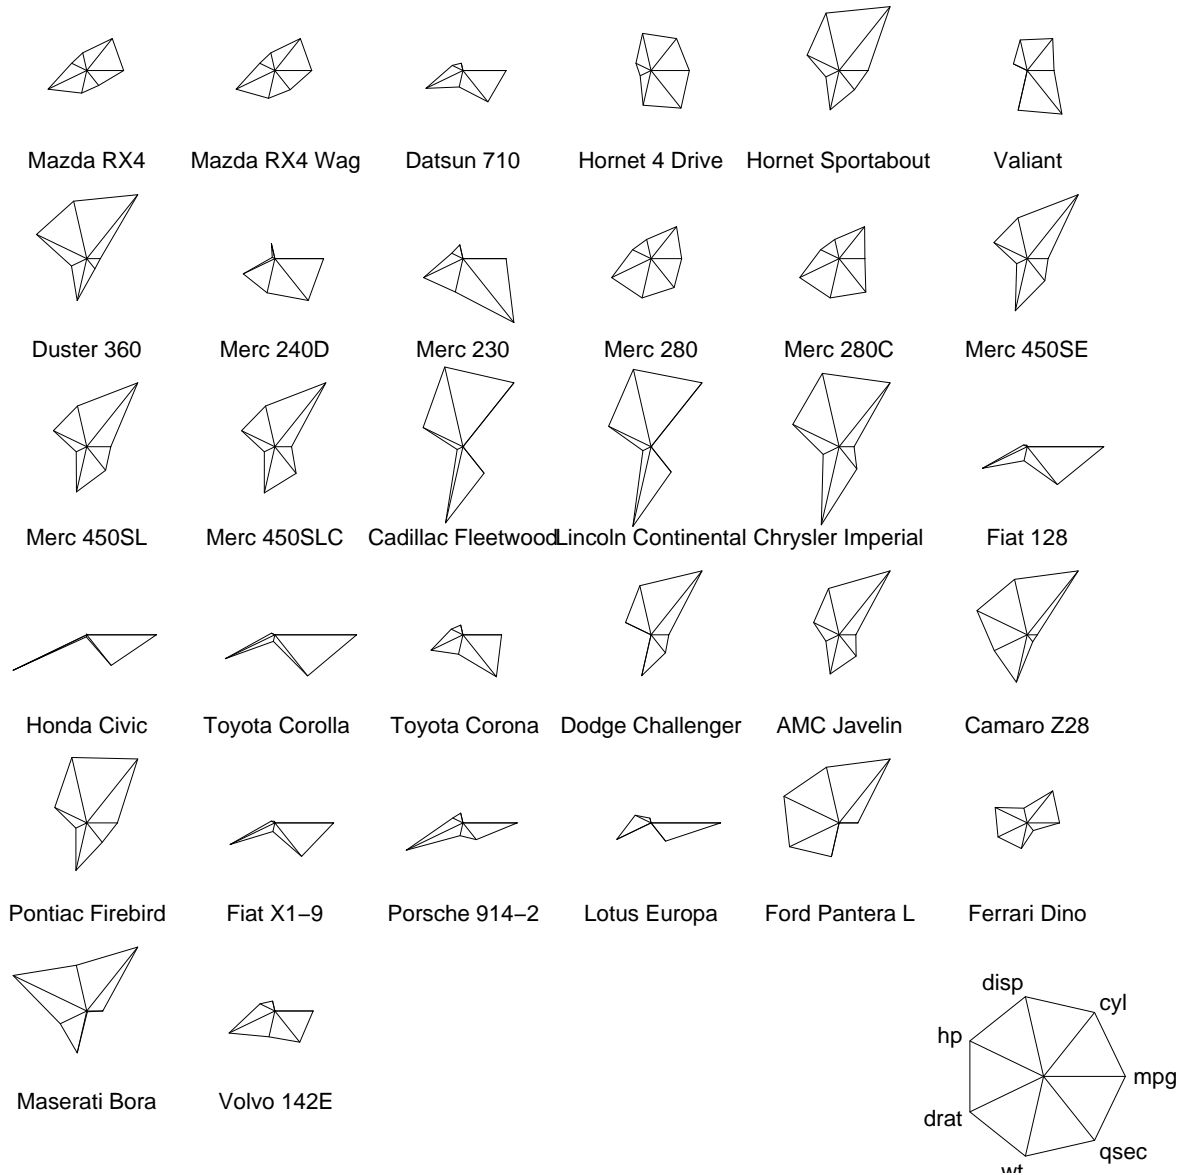 Mazda RX4
Mazda RX4 Wag
Datsun 710
Hornet 4 Drive
Hornet Sportabout
Valiant
Duster 360
Merc 240D
Merc 230
Merc 280
Merc 280C
Merc 450SE
Merc 450SL
Merc 450SLC
Cadillac Fleetwood
Lincoln Continental
Chrysler Imperial
Fiat 128
Honda Civic
Toyota Corolla
Toyota Corona
Dodge Challenger
AMC Javelin
Camaro Z28
Pontiac Firebird
Fiat X1−9
Porsche 914−2
Lotus Europa
Ford Pantera L
Ferrari Dino
Maserati Bora
Volvo 142E
disp
cyl
hp
mpg
drat
qsec
wt